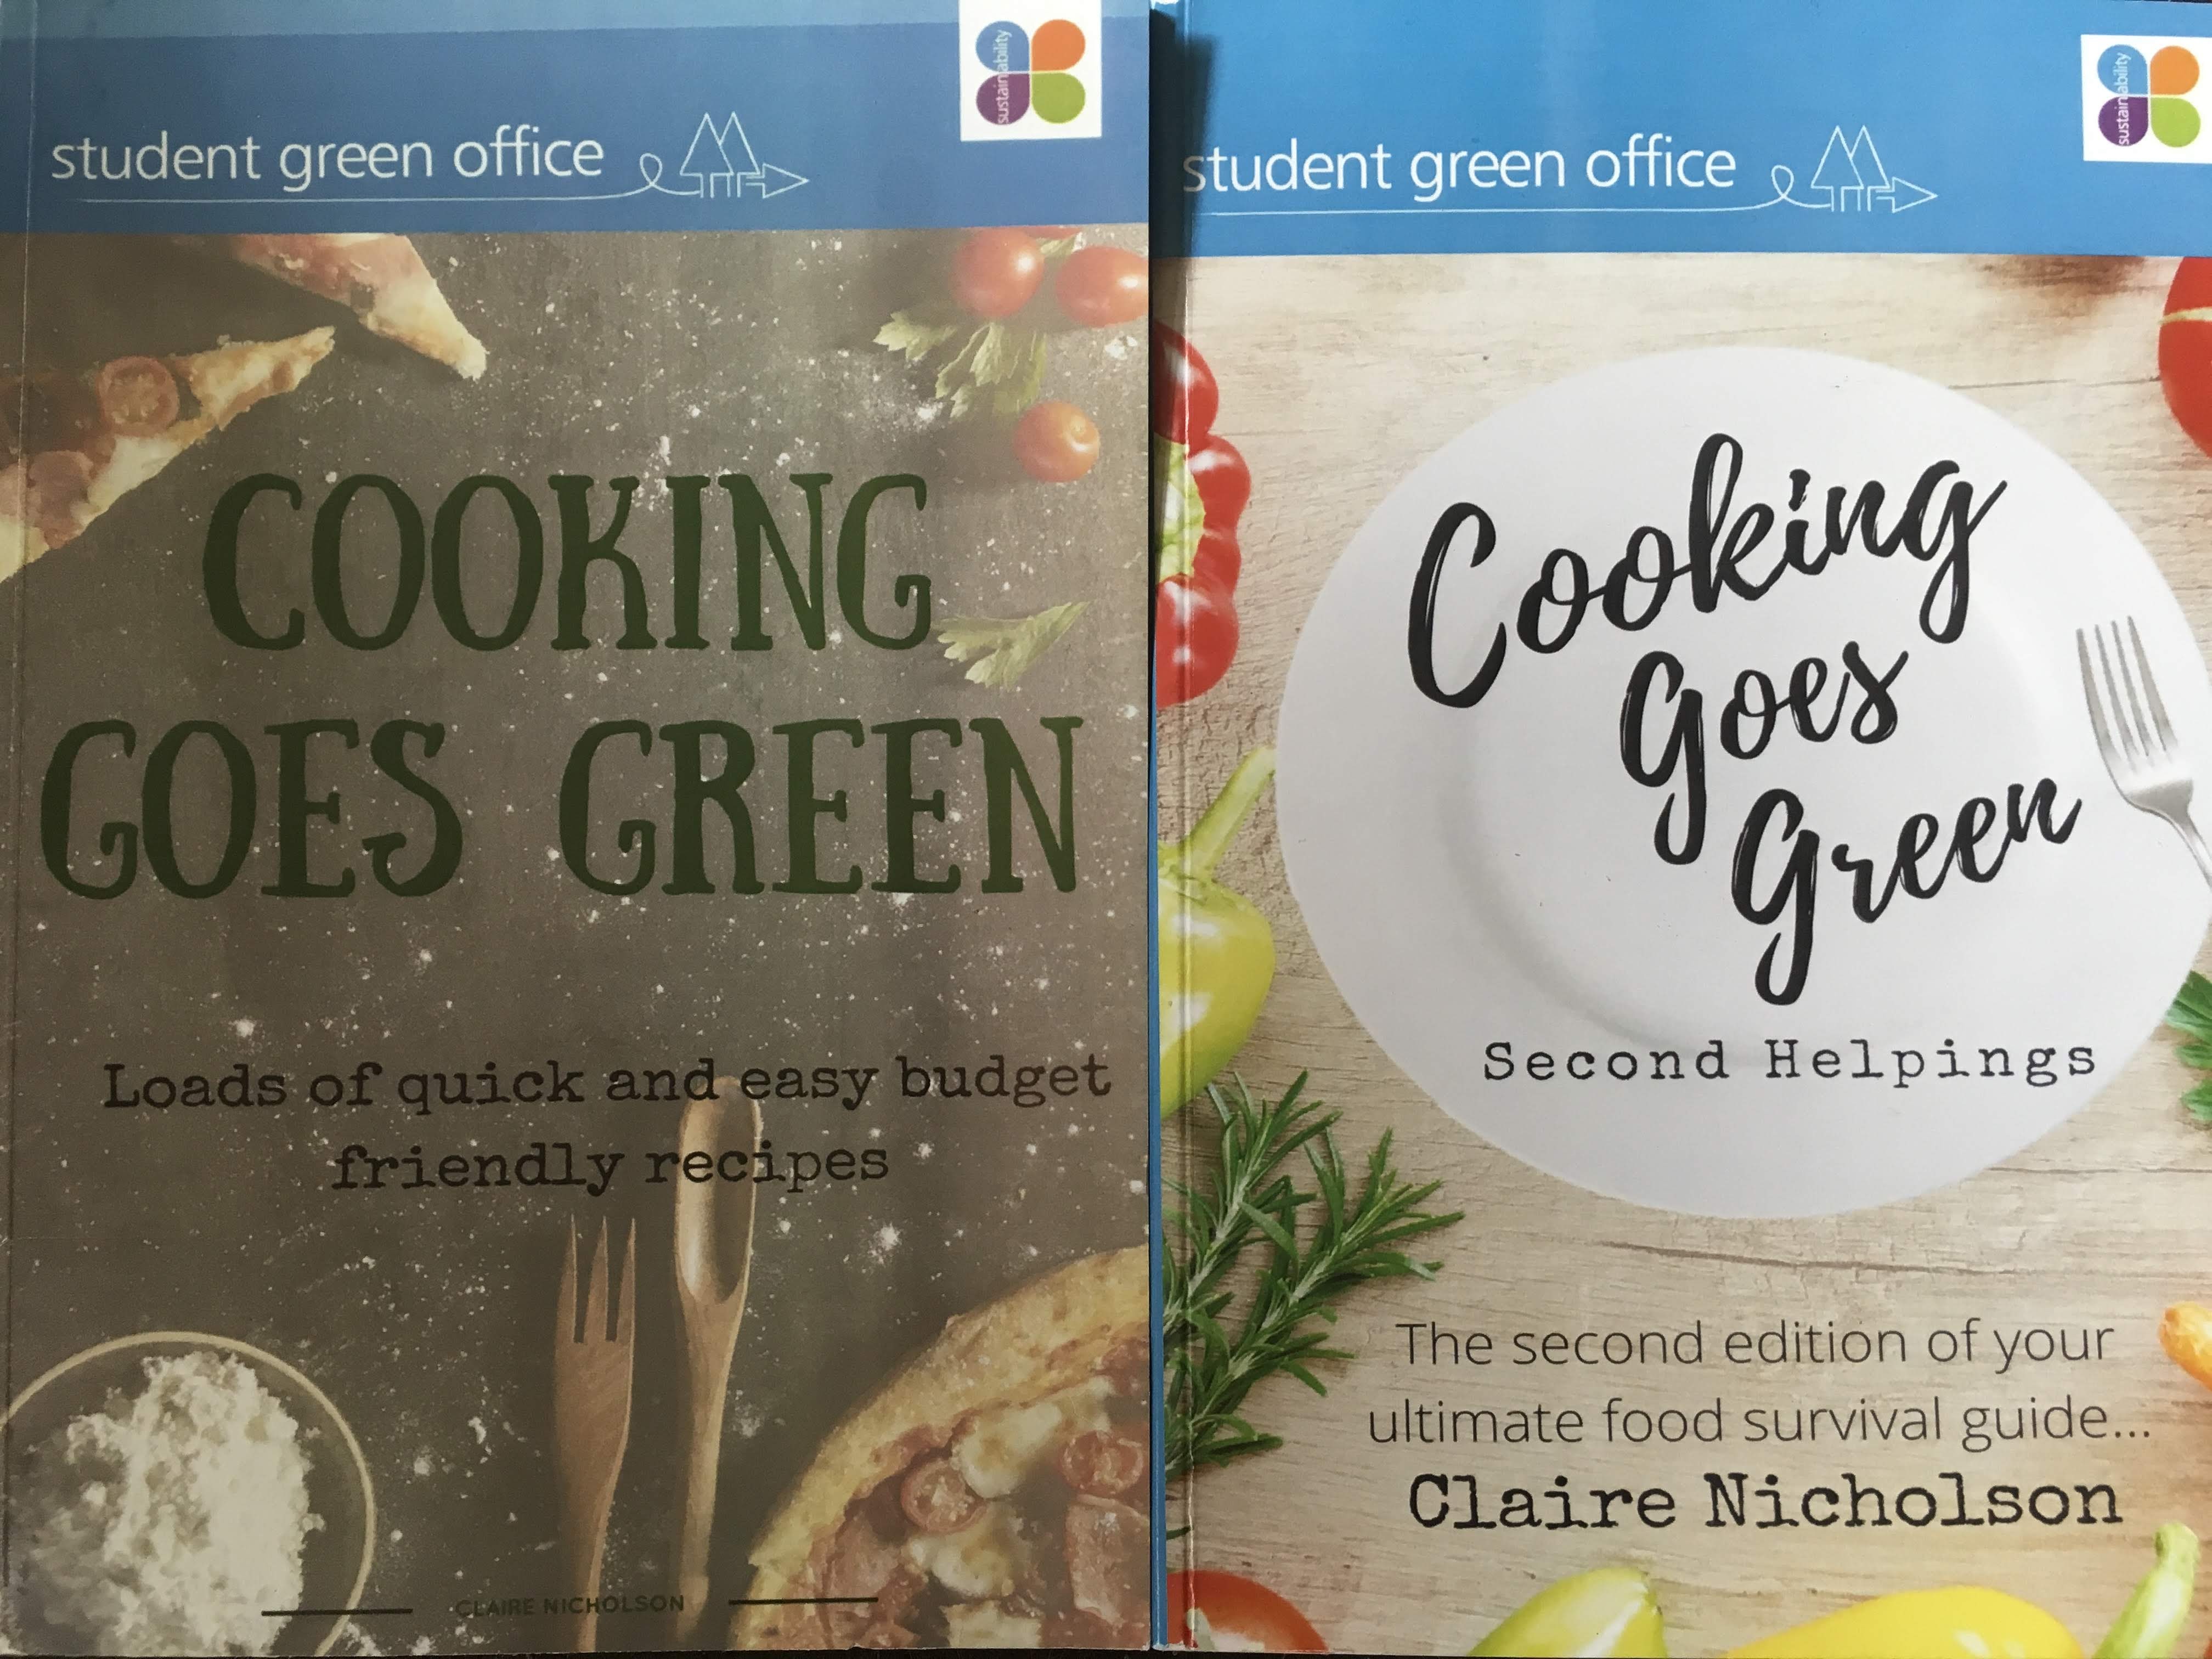 sustainability
student green office
COOKING
GOES GREEN
Loads of quick and easy budget
friendly recipes
CLAIRE NICHOLSON
sustainability
student green office
Cooking
Goes
Green
Second Helpings
The second edition of your
ultimate food survival guide...
Claire Nicholson